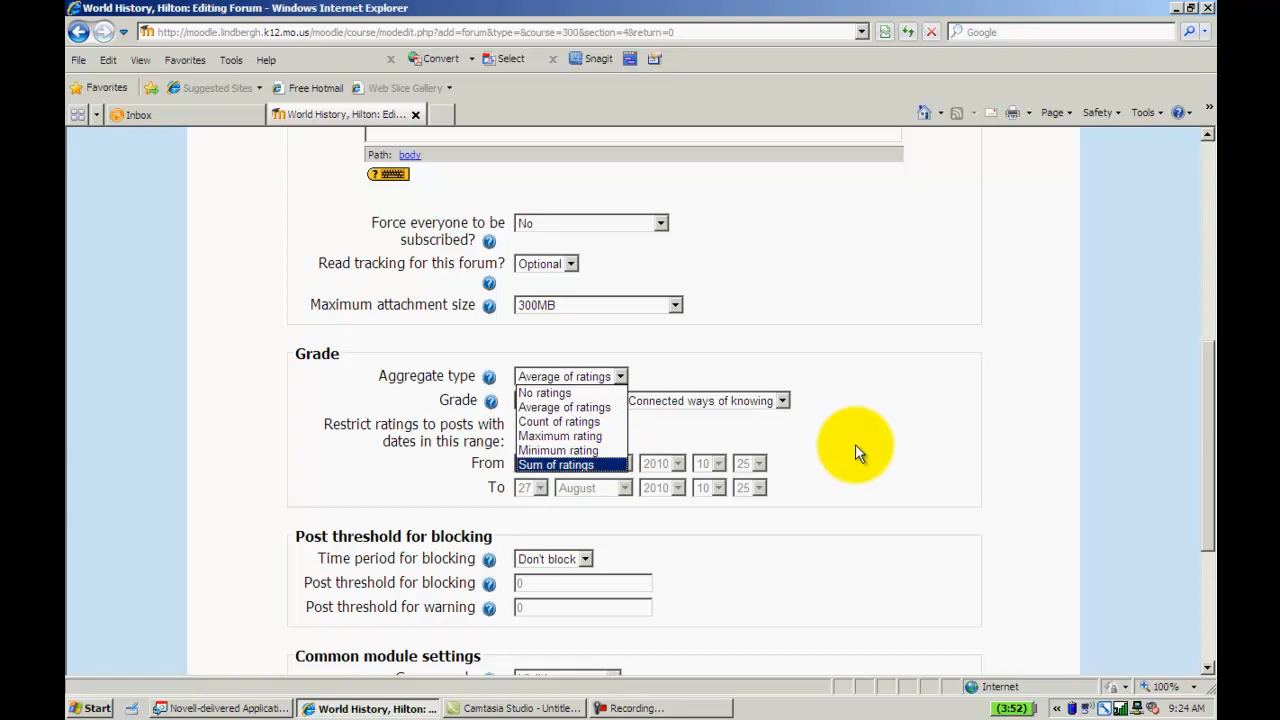 World History, Hilton: Editing Forum - Windows Internet Explorer
http://moodle.lindbergh.k12.mo.us/moodle/course/modedit.php?add=forum&type=&course=300&section=4&return=0
Google
File Edit View Favorites Tools Help
x Convert Select x Snagit
Favorites Suggested Sites Free Hotmail Web Slice Gallery
Inbox World History, Hilton: Edi... x
Page Safety Tools »
Path: body
Force everyone to be subscribed? No
Read tracking for this forum? Optional
Maximum attachment size 300MB
Grade
Aggregate type Average of ratings
No ratings
Average of ratings
Count of ratings
Maximum rating
Minimum rating
Sum of ratings
Grade Connected ways of knowing
Restrict ratings to posts with
dates in this range:
From 2010 10 25
To 27 August 2010 10 25
Post threshold for blocking
Time period for blocking Don't block
Post threshold for blocking 0
Post threshold for warning 0
Common module settings
Internet 100%
Start Novell-delivered Applicati... World History, Hilton: ... Camtasia Studio - Untitle... Recording... (3:52) « 9:24 AM